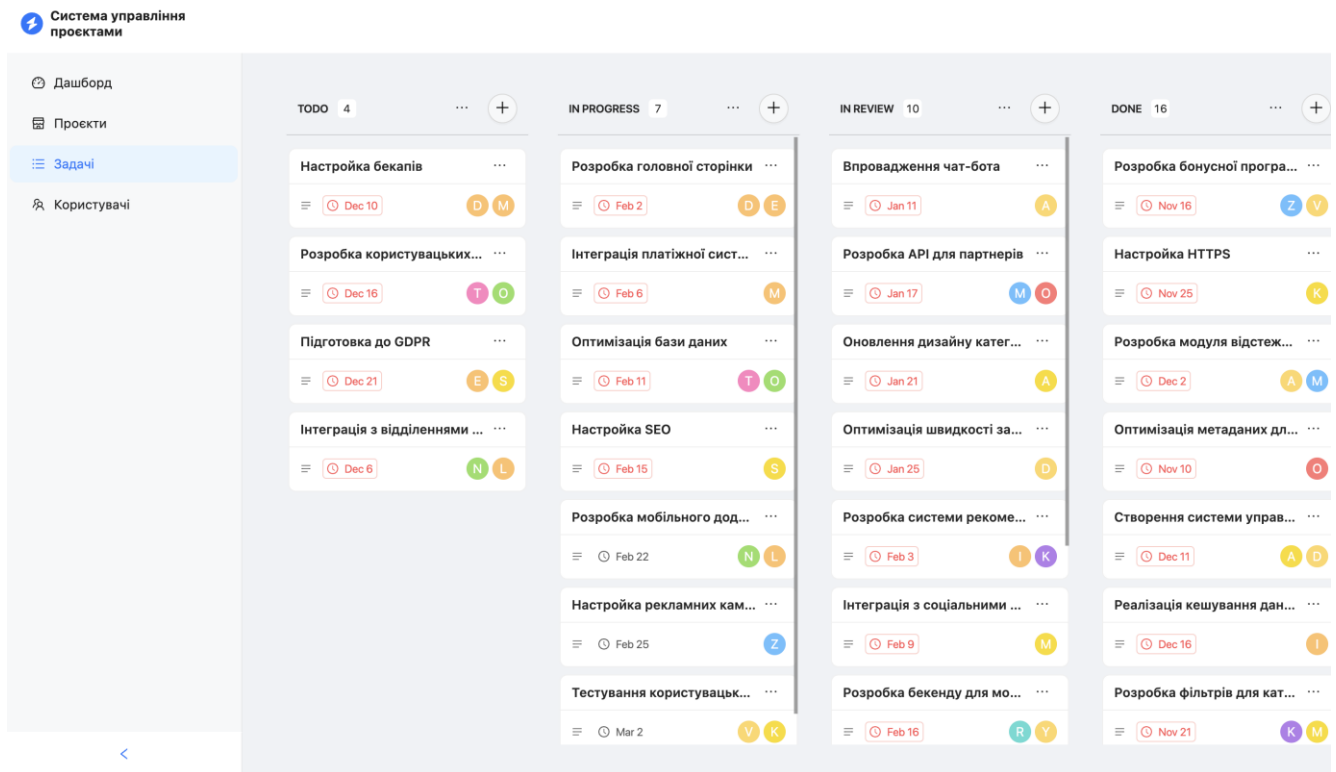 Система управління
проєктами
Дашборд
Проєкти
Задачі
Користувачі
TODO 4 ...
Настройка бекапів ...
Dec 10 D M
Розробка користувацьких... ...
Dec 16 T O
Підготовка до GDPR ...
Dec 21 E S
Інтеграція з відділеннями ... ...
Dec 6 N L
IN PROGRESS 7 ...
Розробка головної сторінки ...
Feb 2 D E
Інтеграція платіжної сист... ...
Feb 6 M
Оптимізація бази даних ...
Feb 11 T O
Настройка SEO ...
Feb 15 S
Розробка мобільного дод... ...
Feb 22 N L
Настройка рекламних кам... ...
Feb 25 Z
Тестування користувацьк... ...
Mar 2 V K
IN REVIEW 10 ...
Впровадження чат-бота ...
Jan 11 A
Розробка API для партнерів ...
Jan 17 M O
Оновлення дизайну катег... ...
Jan 21 A
Оптимізація швидкості за... ...
Jan 25 D
Розробка системи рекоме... ...
Feb 3 I K
Інтеграція з соціальними ... ...
Feb 9 M
Розробка бекенду для мо... ...
Feb 16 R Y
DONE 16 ...
Розробка бонусної програ... ...
Nov 16 Z V
Настройка HTTPS ...
Nov 25 K
Розробка модуля відстеж... ...
Dec 2 A M
Оптимізація метаданих дл... ...
Nov 10 O
Створення системи управ... ...
Dec 11 A D
Реалізація кешування дан... ...
Dec 16 I
Розробка фільтрів для кат... ...
Nov 21 K M